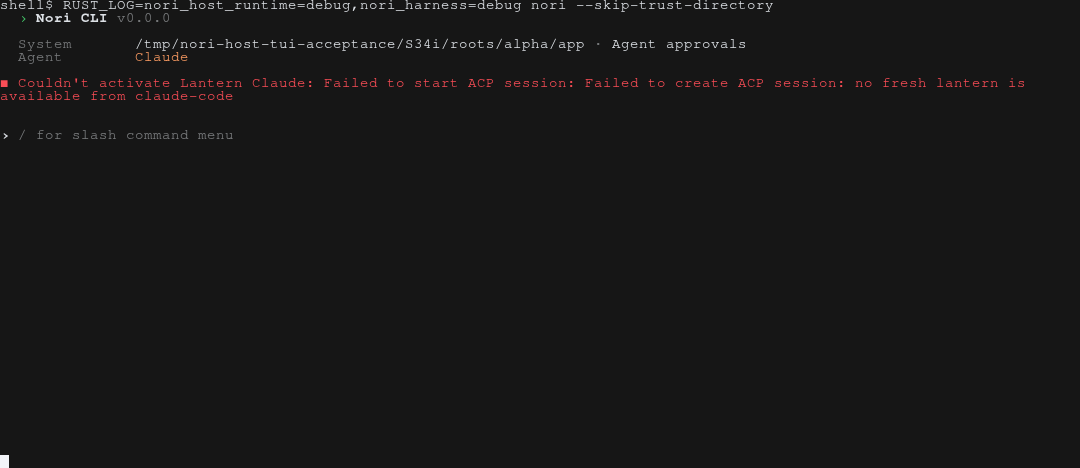 shell$ RUST_LOG=nori_host_runtime=debug,nori_harness=debug nori --skip-trust-directory
› Nori CLI v0.0.0
System /tmp/nori-host-tui-acceptance/S34i/roots/alpha/app · Agent approvals
Agent Claude
■ Couldn't activate Lantern Claude: Failed to start ACP session: Failed to create ACP session: no fresh lantern is
available from claude-code
› / for slash command menu